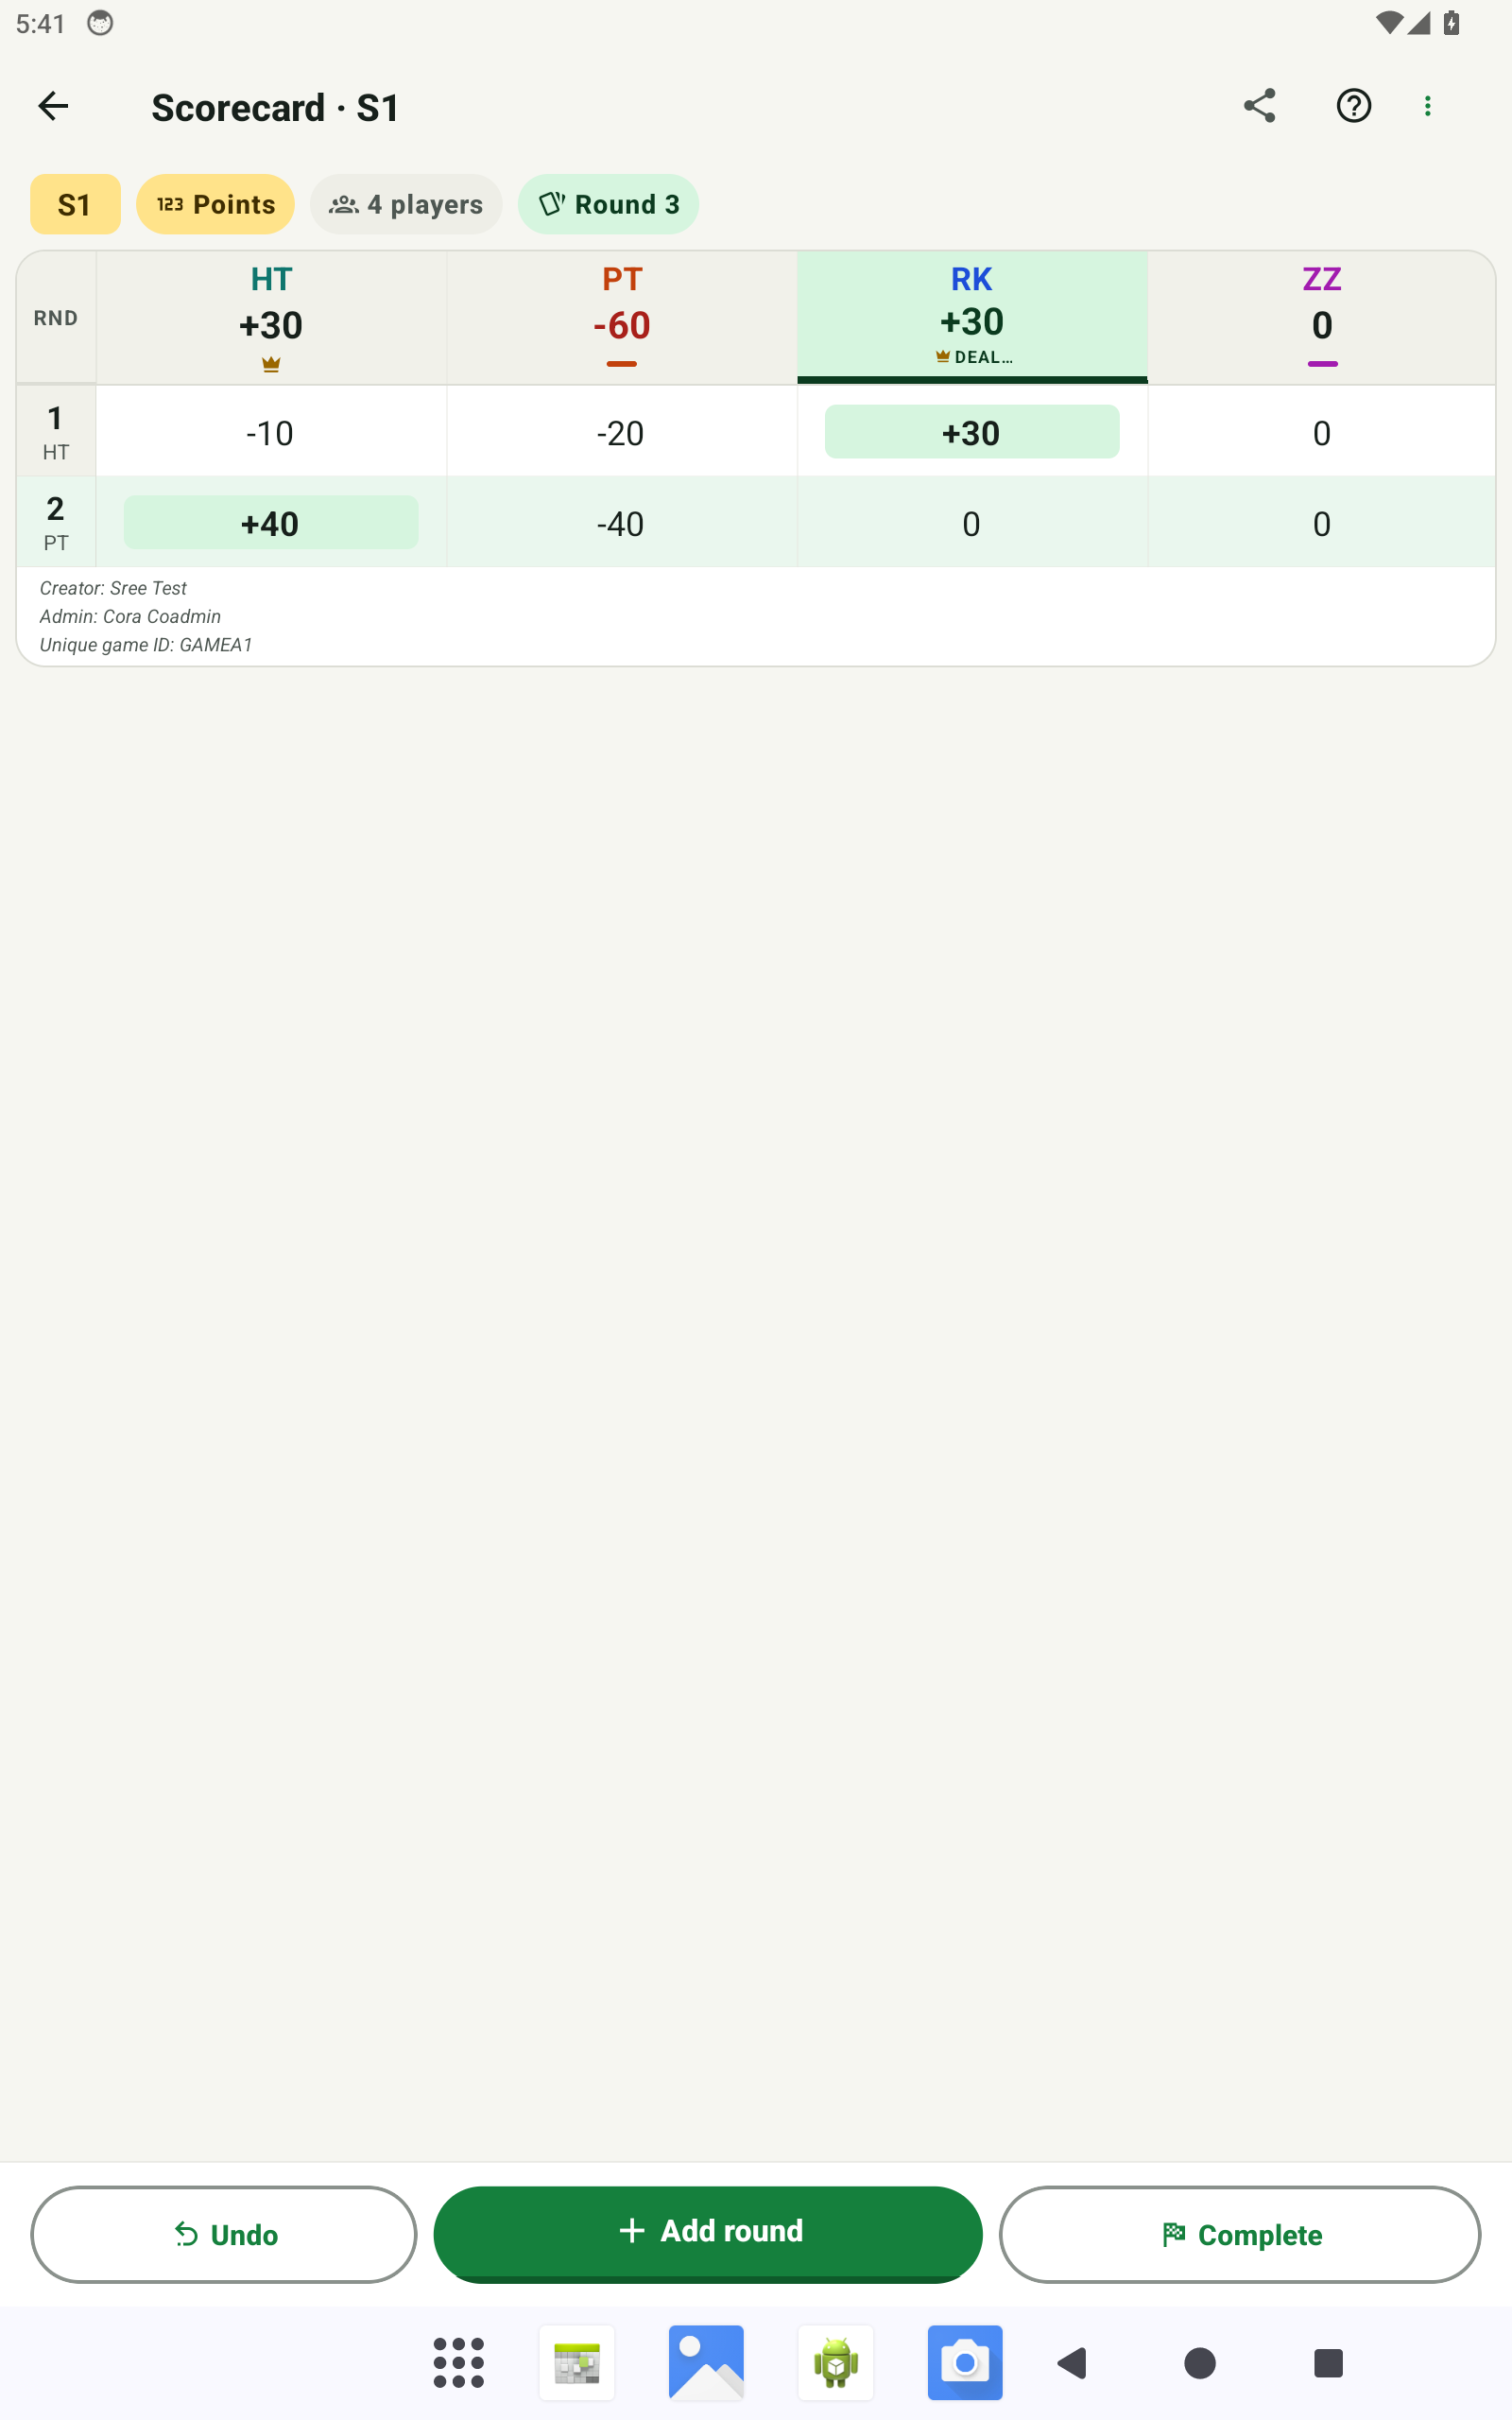 5:41
Scorecard · S1
S1
123 Points
4 players
Round 3
RND
HT
PT
RK
ZZ
+30
-60
+30
0
DEAL…
1
HT
-10
-20
+30
0
2
PT
+40
-40
0
0
Creator: Sree Test
Admin: Cora Coadmin
Unique game ID: GAMEA1
Undo
+ Add round
Complete